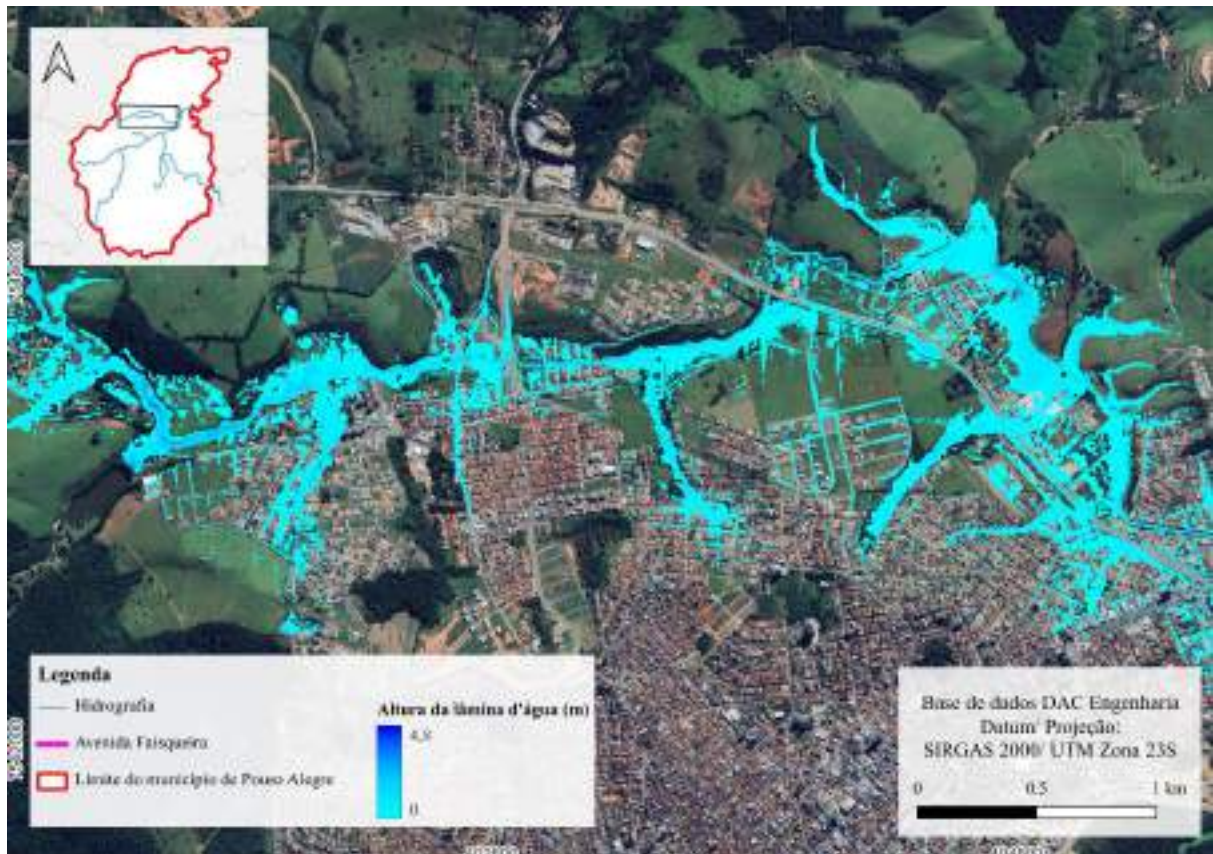 Legenda
Hidrografia
Avenida Faisqueira
Limite do município de Pouso Alegre
Altura da lâmina d'água (m)
4,8
0
Base de dados DAC Engenharia
Datum/ Projeção:
SIRGAS 2000/ UTM Zona 23S
0 0.5 1 km